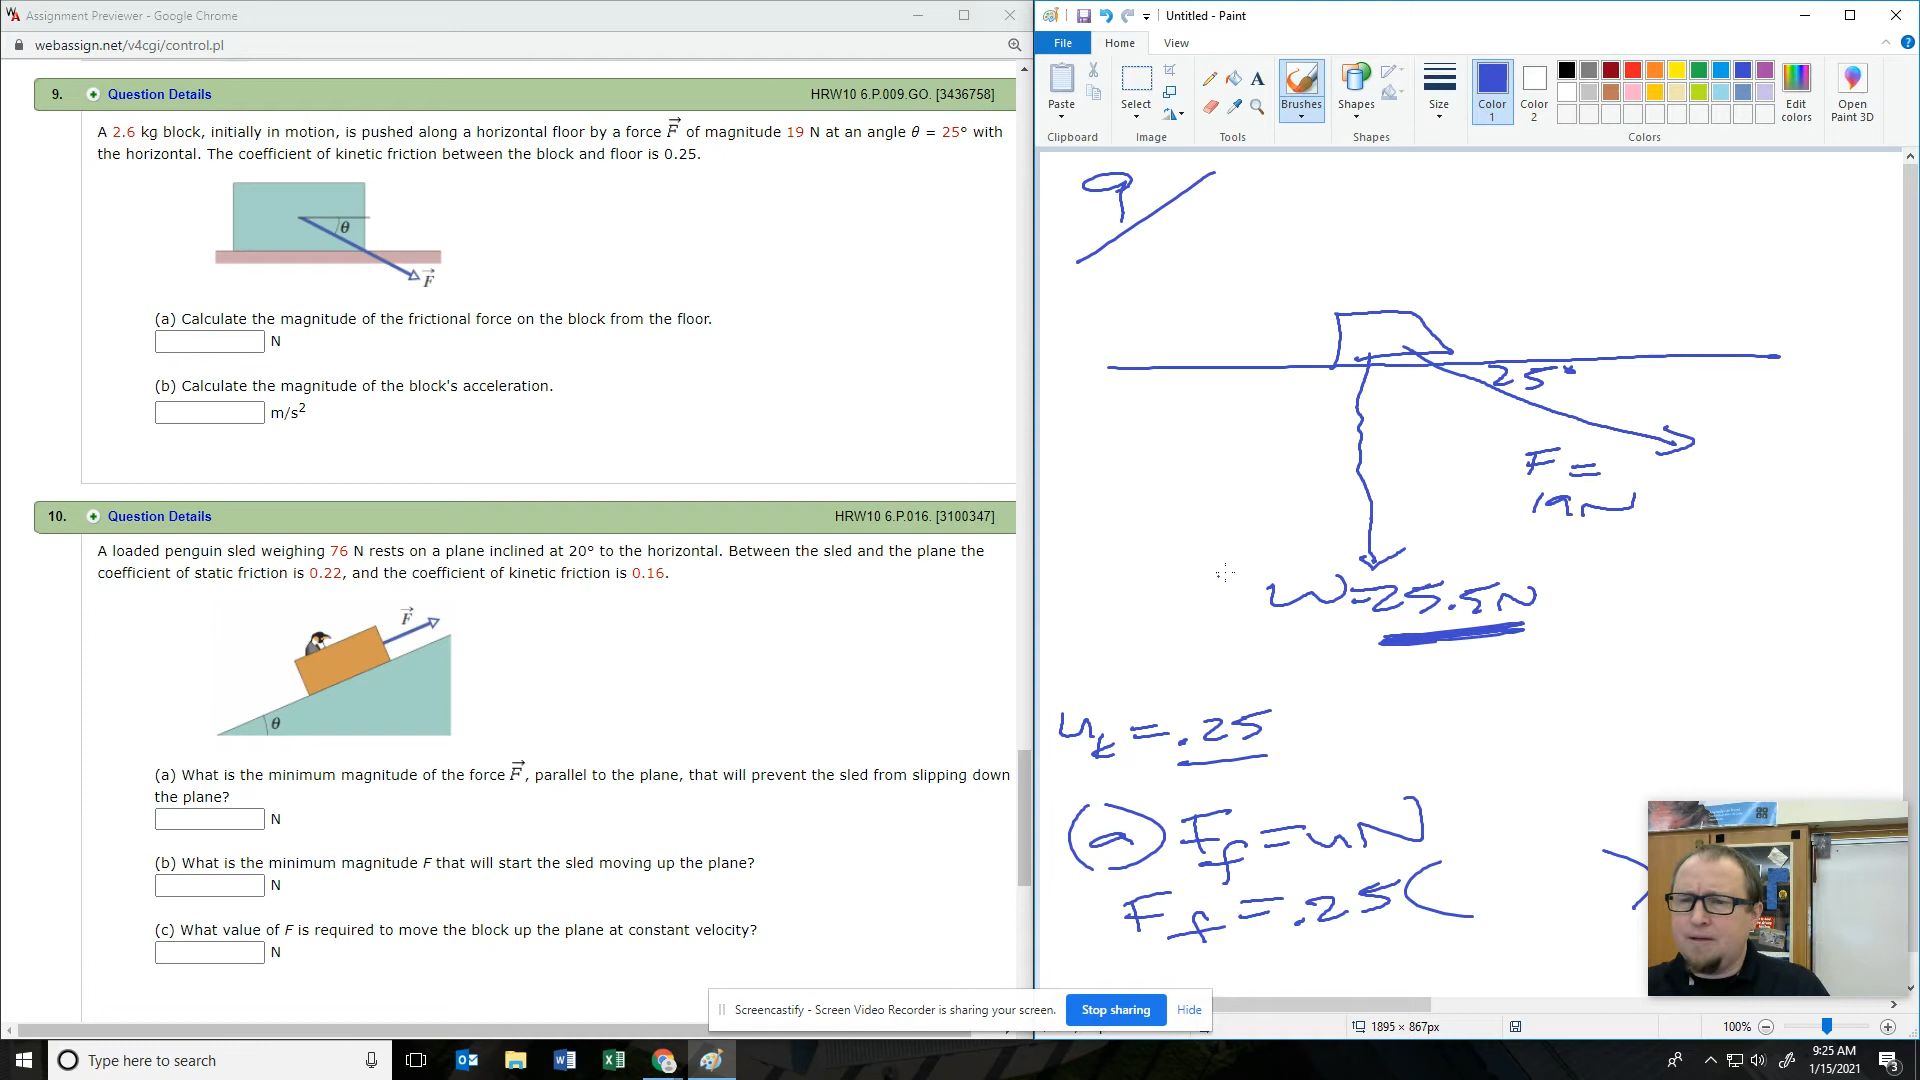 Assignment Previewer - Google Chrome
webassign.net/v4cgi/control.pl
9. Question Details HRW10 6.P.009.GO. [3436758]
A 2.6 kg block, initially in motion, is pushed along a horizontal floor by a force F of magnitude 19 N at an angle θ = 25° with
the horizontal. The coefficient of kinetic friction between the block and floor is 0.25.
θ
F
(a) Calculate the magnitude of the frictional force on the block from the floor.
N
(b) Calculate the magnitude of the block's acceleration.
m/s²
10. Question Details HRW10 6.P.016. [3100347]
A loaded penguin sled weighing 76 N rests on a plane inclined at 20° to the horizontal. Between the sled and the plane the
coefficient of static friction is 0.22, and the coefficient of kinetic friction is 0.16.
F
θ
(a) What is the minimum magnitude of the force F, parallel to the plane, that will prevent the sled from slipping down
the plane?
N
(b) What is the minimum magnitude F that will start the sled moving up the plane?
N
(c) What value of F is required to move the block up the plane at constant velocity?
N
Untitled - Paint
File Home View
Paste Select Brushes Shapes Size Color 1 Color 2 Edit colors Open Paint 3D
Clipboard Image Tools Shapes Colors
9
25°
F =
19N
W=25.5N
uk = .25
(a) Ff = uN
Ff = .25( )
Screencastify - Screen Video Recorder is sharing your screen. Stop sharing Hide
1895 × 867px 100%
Type here to search
9:25 AM
1/15/2021
3